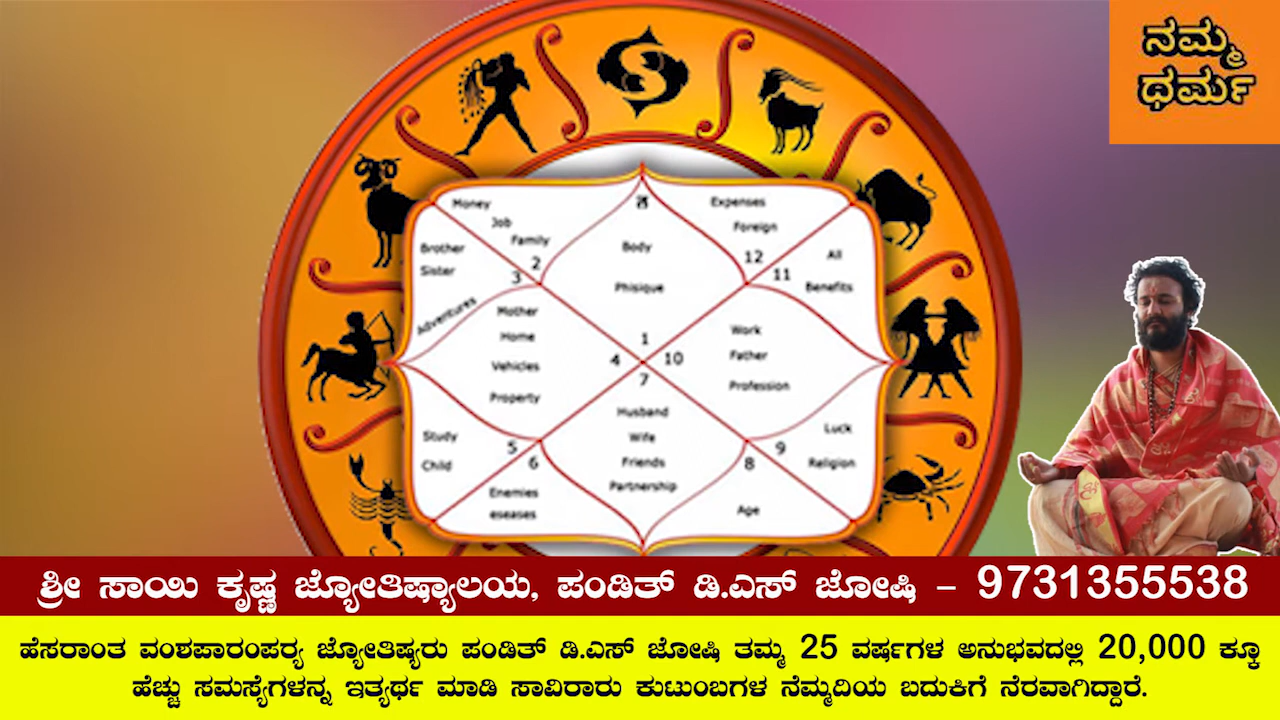 ನಮ್ಮ
ಧರ್ಮ
Money
Job
Family
2
Brother
Sister
3
Adventures
Body
Phisique
1
Expenses
Foreign
12
11
All
Benefits
Mother
Home
Vehicles
Property
4
10
7
Work
Father
Profession
Study
Child
5
6
Enemies
eseases
Husband
Wife
Friends
Partnership
Luck
Religion
9
8
Age
ಶ್ರೀ ಸಾಯಿ ಕೃಷ್ಣ ಜ್ಯೋತಿಷ್ಯಾಲಯ, ಪಂಡಿತ್ ಡಿ.ಎಸ್ ಜೋಷಿ – 9731355538
ಹೆಸರಾಂತ ವಂಶಪಾರಂಪರ‍್ಯ ಜ್ಯೋತಿಷ್ಯರು ಪಂಡಿತ್ ಡಿ.ಎಸ್ ಜೋಷಿ ತಮ್ಮ 25 ವರ್ಷಗಳ ಅನುಭವದಲ್ಲಿ 20,000 ಕ್ಕೂ
ಹೆಚ್ಚು ಸಮಸ್ಯೆಗಳನ್ನ ಇತ್ಯರ್ಥ ಮಾಡಿ ಸಾವಿರಾರು ಕುಟುಂಬಗಳ ನೆಮ್ಮದಿಯ ಬದುಕಿಗೆ ನೆರವಾಗಿದ್ದಾರೆ.